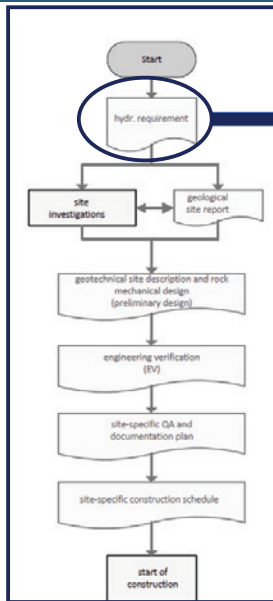 Start
hydr. requirement
site
investigations
geological
site report
geotechnical site description and rock
mechanical design
(preliminary design)
engineering verification
(EV)
site-specific QA and
documentation plan
site-specific construction schedule
start of
construction